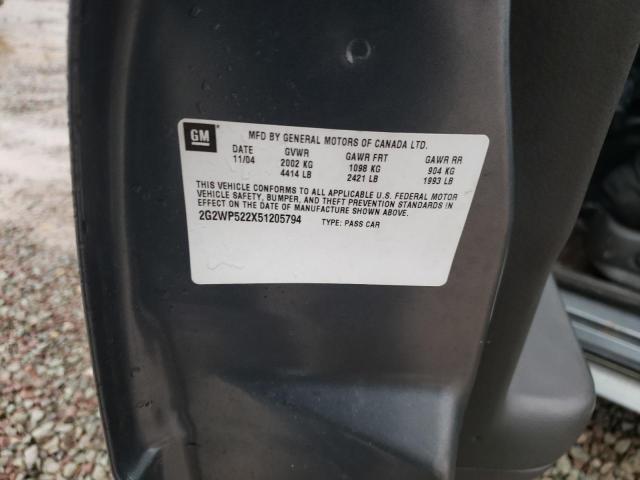 GM
MFD BY GENERAL MOTORS OF CANADA LTD.
DATE GVWR GAWR FRT GAWR RR
11/04 2002 KG 1098 KG 904 KG
4414 LB 2421 LB 1993 LB
THIS VEHICLE CONFORMS TO ALL APPLICABLE U.S. FEDERAL MOTOR
VEHICLE SAFETY, BUMPER, AND THEFT PREVENTION STANDARDS IN
EFFECT ON THE DATE OF MANUFACTURE SHOWN ABOVE.
2G2WP522X51205794 TYPE: PASS CAR